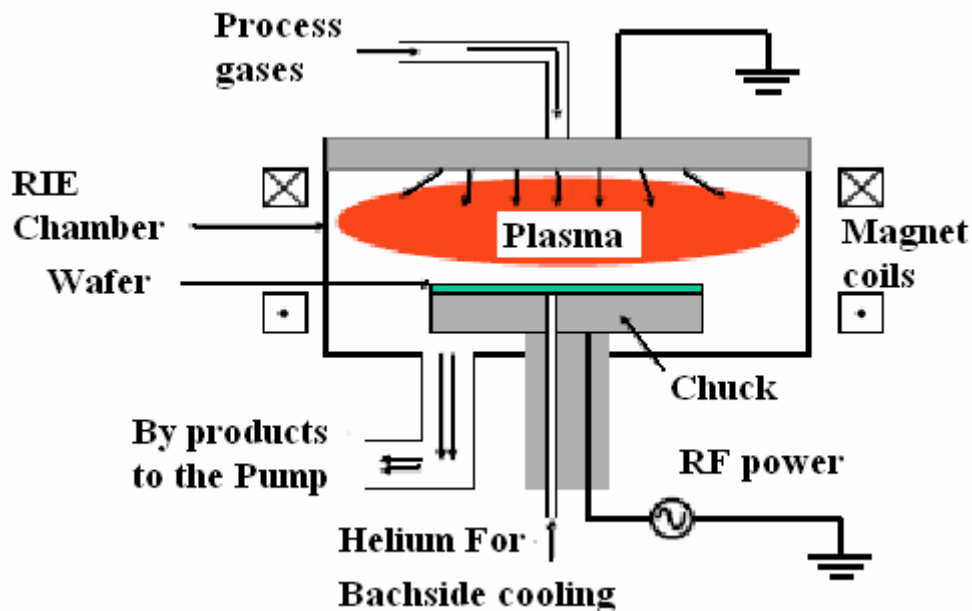 Process
gases
RIE
Chamber
Wafer
Plasma
Magnet
coils
Chuck
By products
to the Pump
RF power
Helium For
Bachside cooling